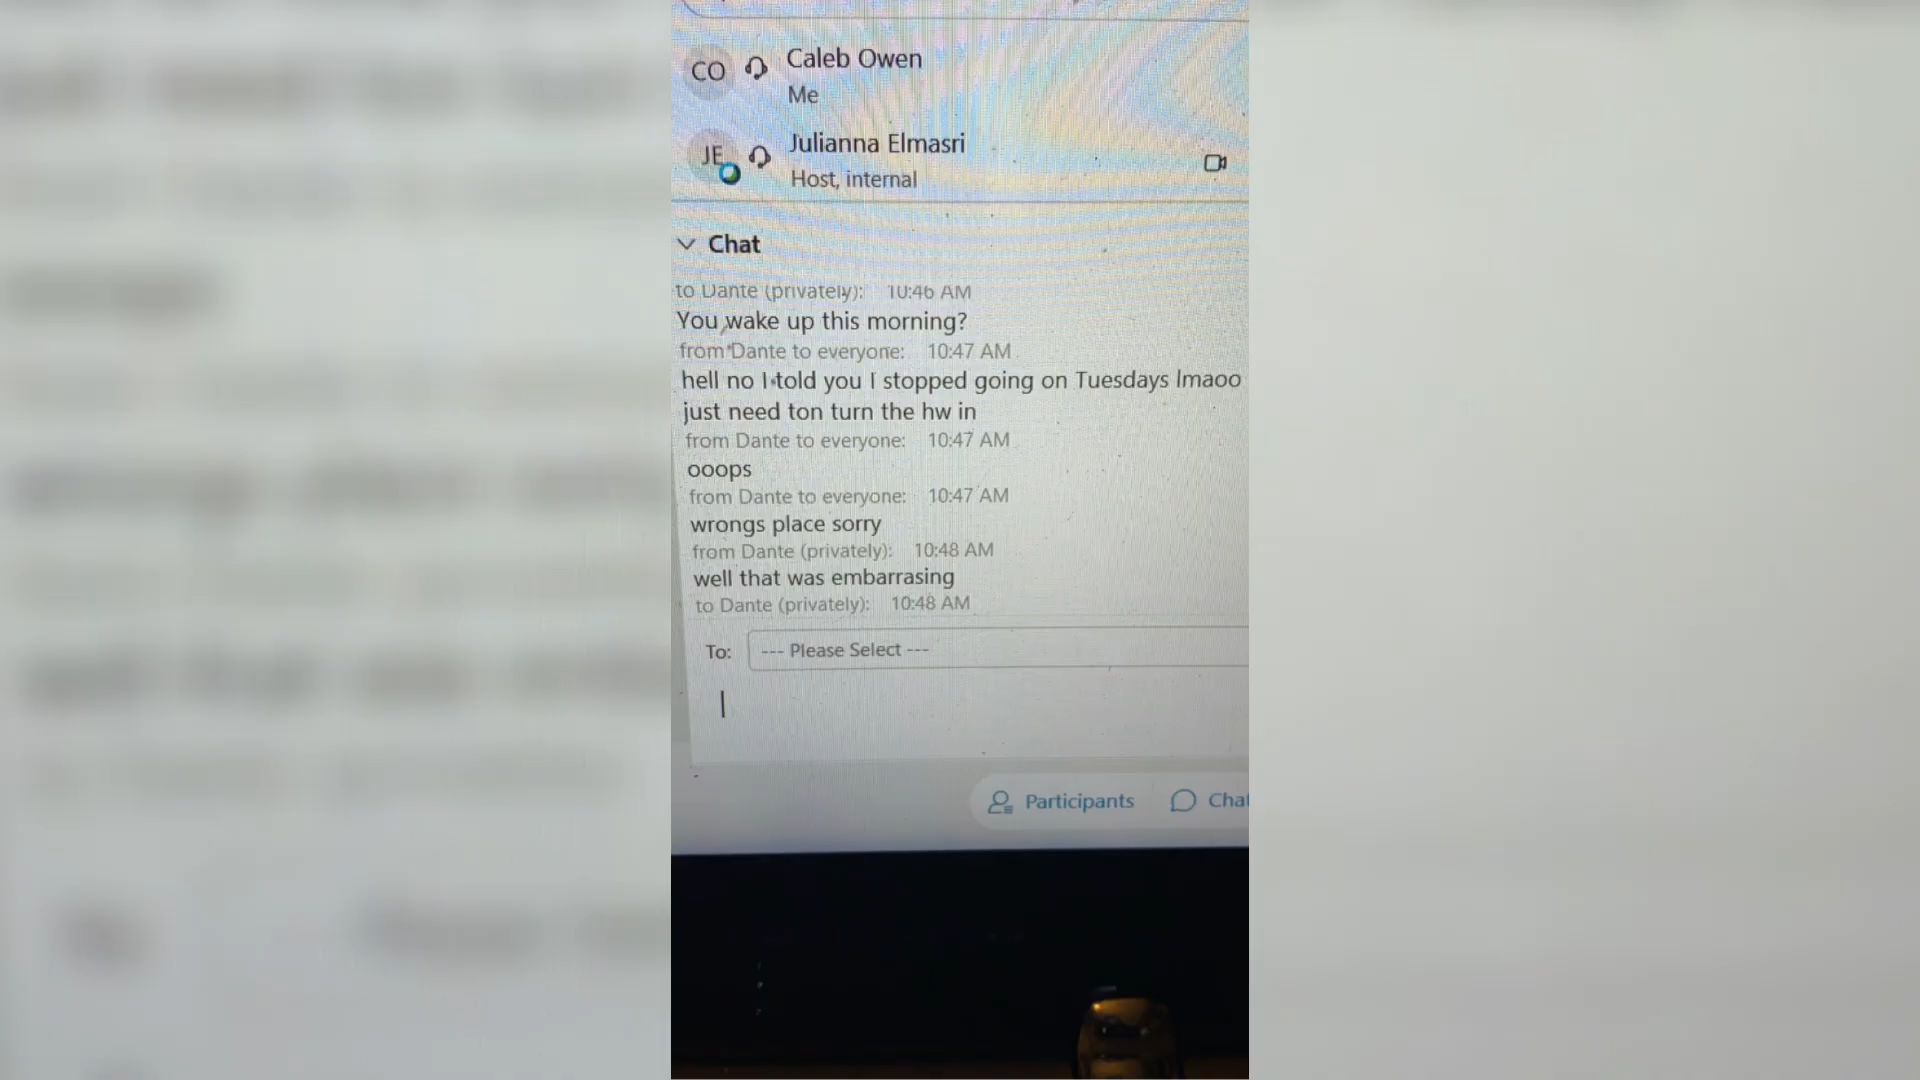 CO
Caleb Owen
Me
JE
Julianna Elmasri
Host, internal
Chat
to Dante (privately): 10:46 AM
You wake up this morning?
from Dante to everyone: 10:47 AM
hell no I told you I stopped going on Tuesdays lmaoo
just need ton turn the hw in
from Dante to everyone: 10:47 AM
ooops
from Dante to everyone: 10:47 AM
wrongs place sorry
from Dante (privately): 10:48 AM
well that was embarrasing
to Dante (privately): 10:48 AM
To: --- Please Select ---
Participants Chat